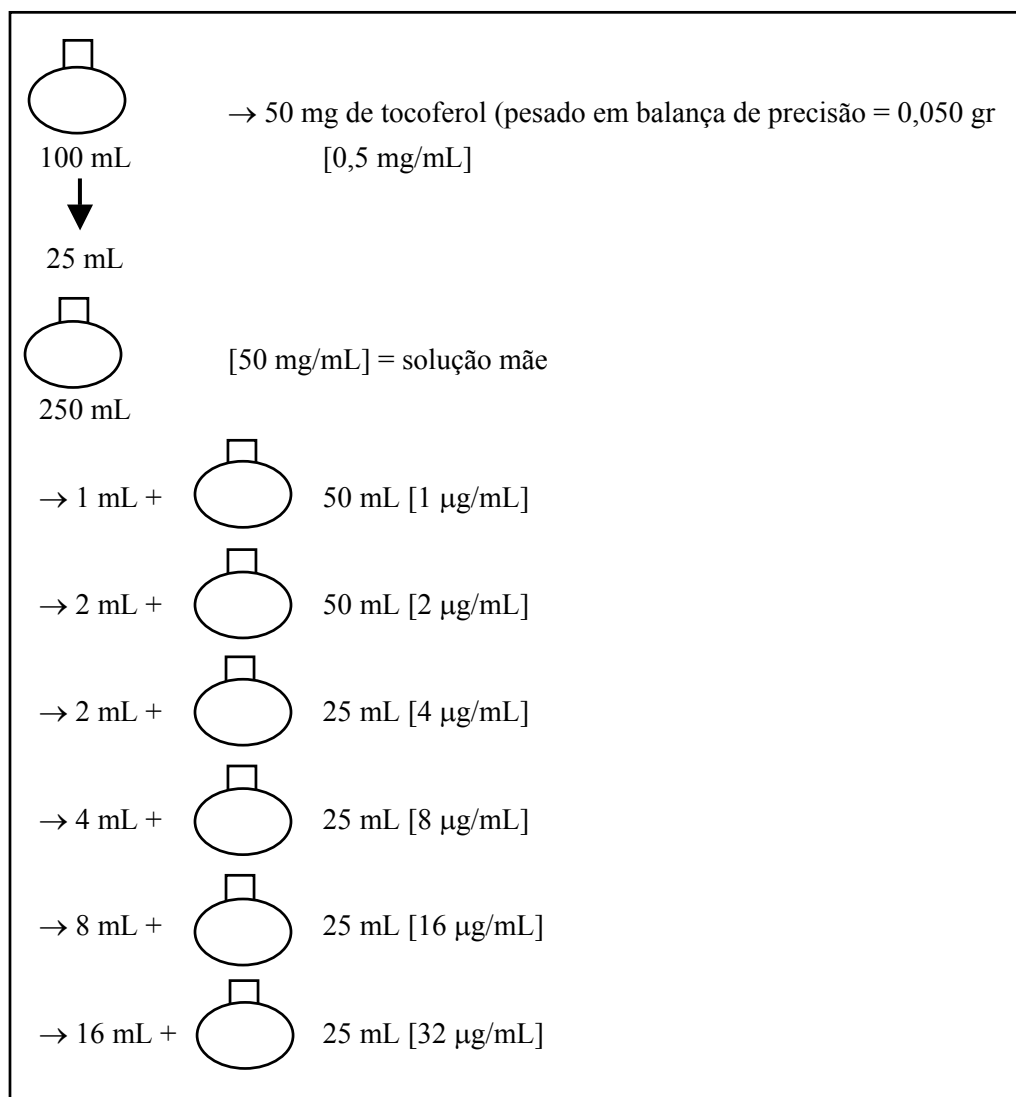 → 50 mg de tocoferol (pesado em balança de precisão = 0,050 gr
100 mL [0,5 mg/mL]
25 mL
[50 mg/mL] = solução mãe
250 mL
→ 1 mL + 50 mL [1 μg/mL]
→ 2 mL + 50 mL [2 μg/mL]
→ 2 mL + 25 mL [4 μg/mL]
→ 4 mL + 25 mL [8 μg/mL]
→ 8 mL + 25 mL [16 μg/mL]
→ 16 mL + 25 mL [32 μg/mL]